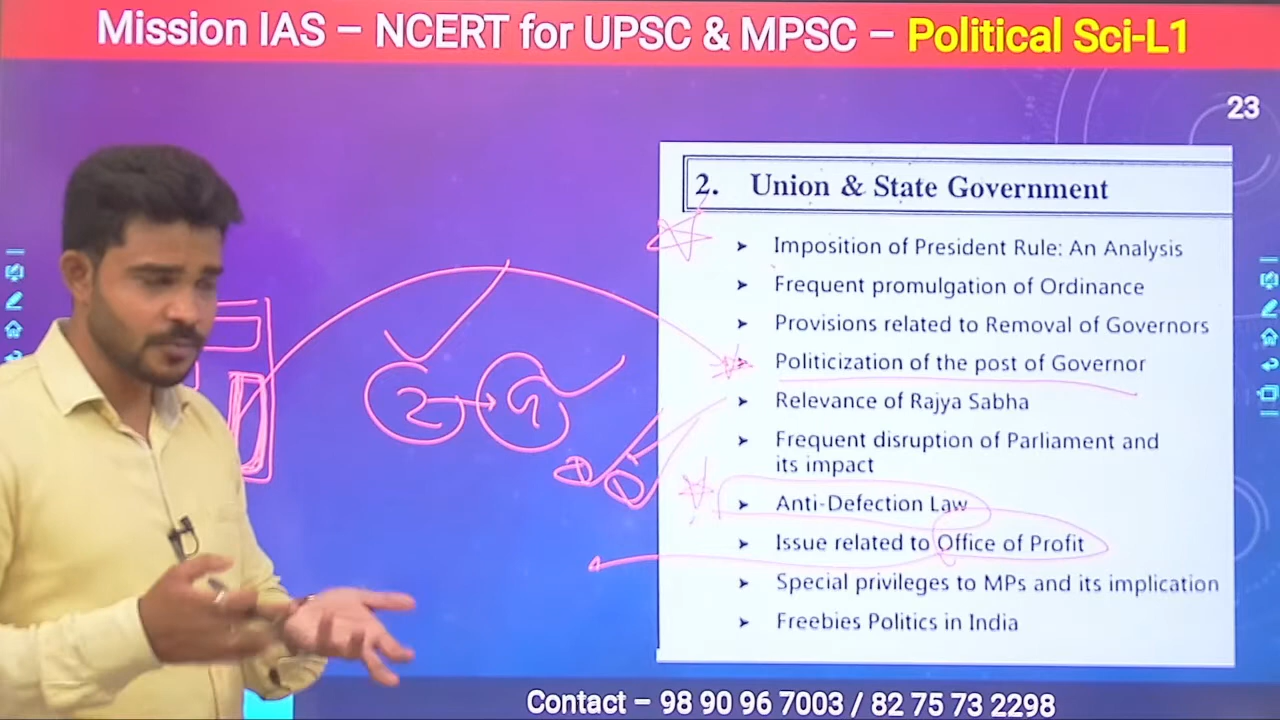 Mission IAS – NCERT for UPSC & MPSC – Political Sci-L1
23
2. Union & State Government
➤ Imposition of President Rule: An Analysis
➤ Frequent promulgation of Ordinance
➤ Provisions related to Removal of Governors
➤ Politicization of the post of Governor
➤ Relevance of Rajya Sabha
➤ Frequent disruption of Parliament and
its impact
➤ Anti-Defection Law
➤ Issue related to Office of Profit
➤ Special privileges to MPs and its implication
➤ Freebies Politics in India
2
Contact – 98 90 96 7003 / 82 75 73 2298